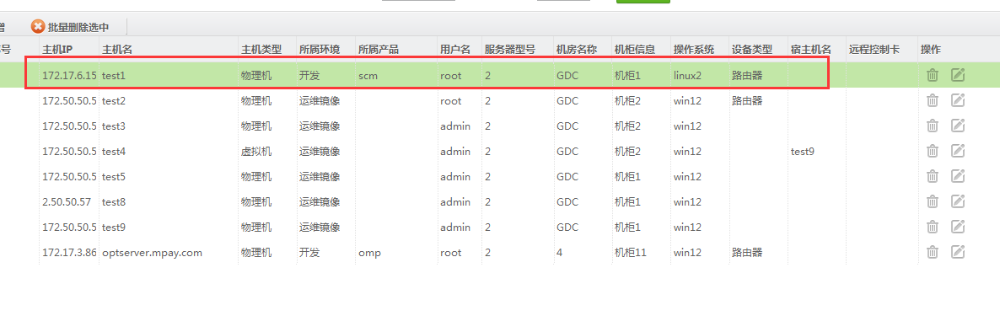 增 批量删除选中
序号 主机IP 主机名 主机类型 所属环境 所属产品 用户名 服务器型号 机房名称 机柜信息 操作系统 设备类型 宿主机名 远程控制卡 操作
172.17.6.15 test1 物理机 开发 scm root 2 GDC 机柜1 linux2 路由器
172.50.50.5 test2 物理机 运维镜像 root 2 GDC 机柜2 win12 路由器
172.50.50.5 test3 物理机 运维镜像 admin 2 GDC 机柜2 win12
172.50.50.5 test4 虚拟机 运维镜像 admin 2 GDC 机柜2 win12 test9
172.50.50.5 test5 物理机 运维镜像 admin 2 GDC 机柜1 win12
2.50.50.57 test8 物理机 运维镜像 admin 2 GDC 机柜1 win12
172.50.50.5 test9 物理机 运维镜像 admin 2 GDC 机柜1 win12
172.17.3.86 optserver.mpay.com 物理机 开发 omp root 2 4 机柜11 win12 路由器